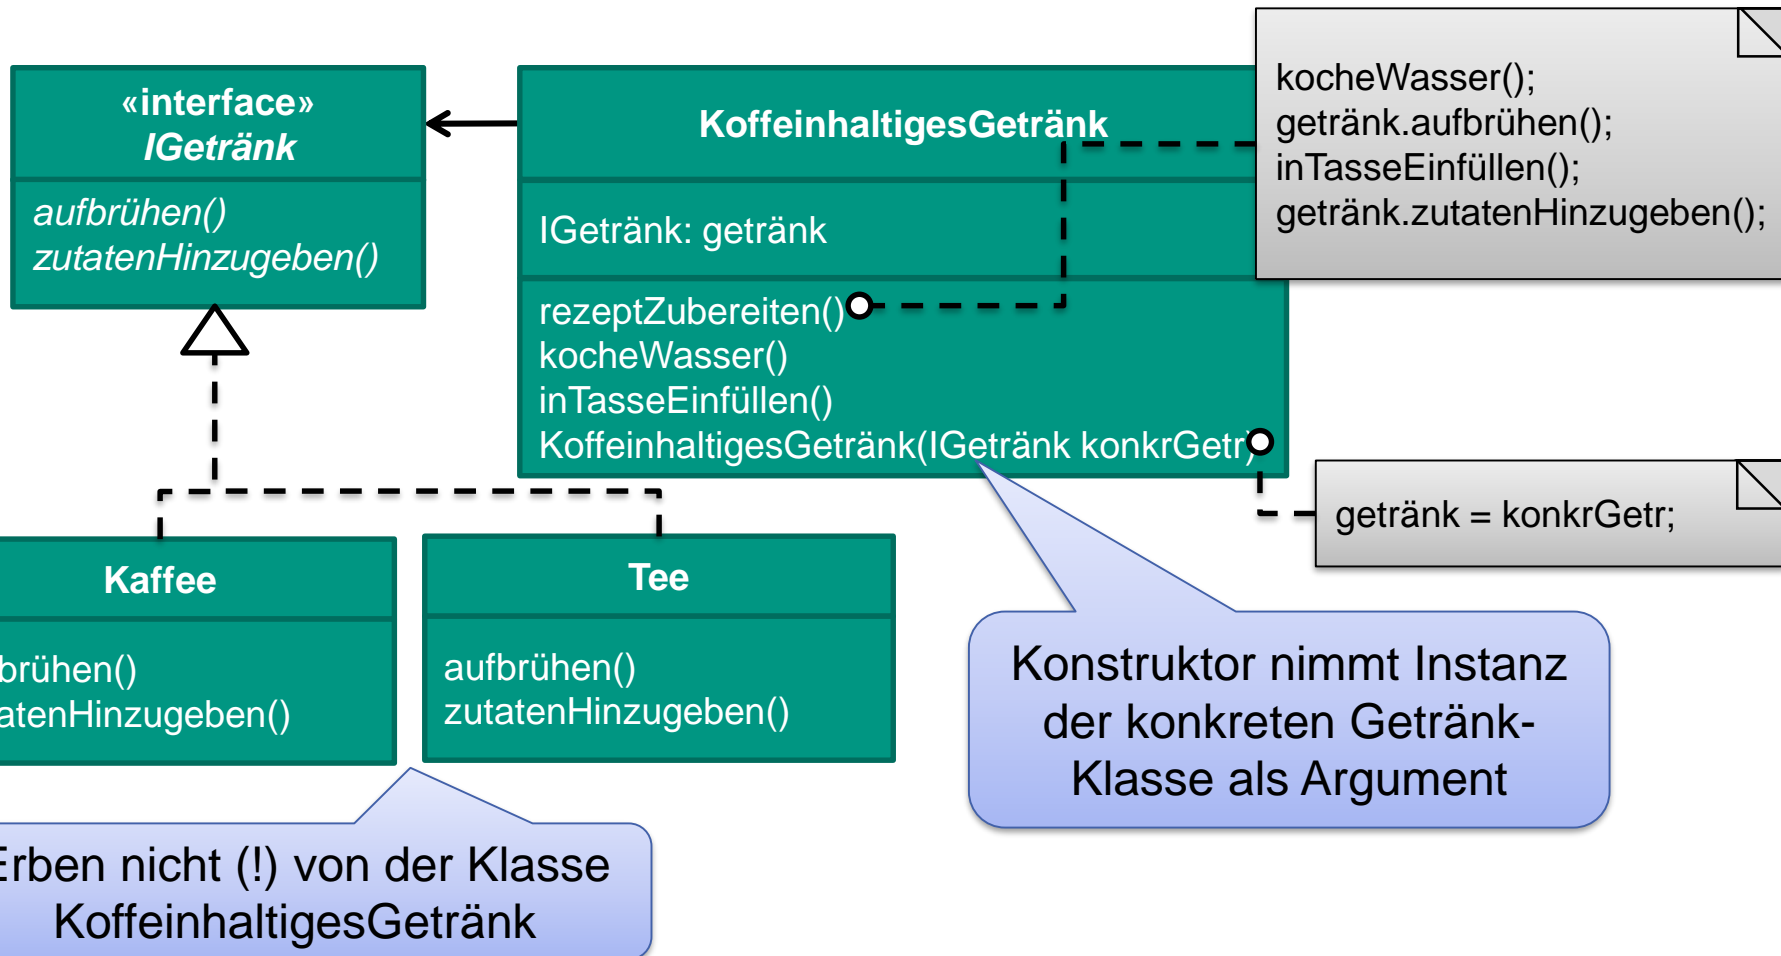 «interface»
IGetränk
aufbrühen()
zutatenHinzugeben()
KoffeinhaltigesGetränk
IGetränk: getränk
rezeptZubereiten()
kocheWasser()
inTasseEinfüllen()
KoffeinhaltigesGetränk(IGetränk konkrGetr)
kocheWasser();
getränk.aufbrühen();
inTasseEinfüllen();
getränk.zutatenHinzugeben();
getränk = konkrGetr;
Kaffee
brühen()
atenHinzugeben()
Tee
aufbrühen()
zutatenHinzugeben()
Konstruktor nimmt Instanz
der konkreten Getränk-
Klasse als Argument
Erben nicht (!) von der Klasse
KoffeinhaltigesGetränk